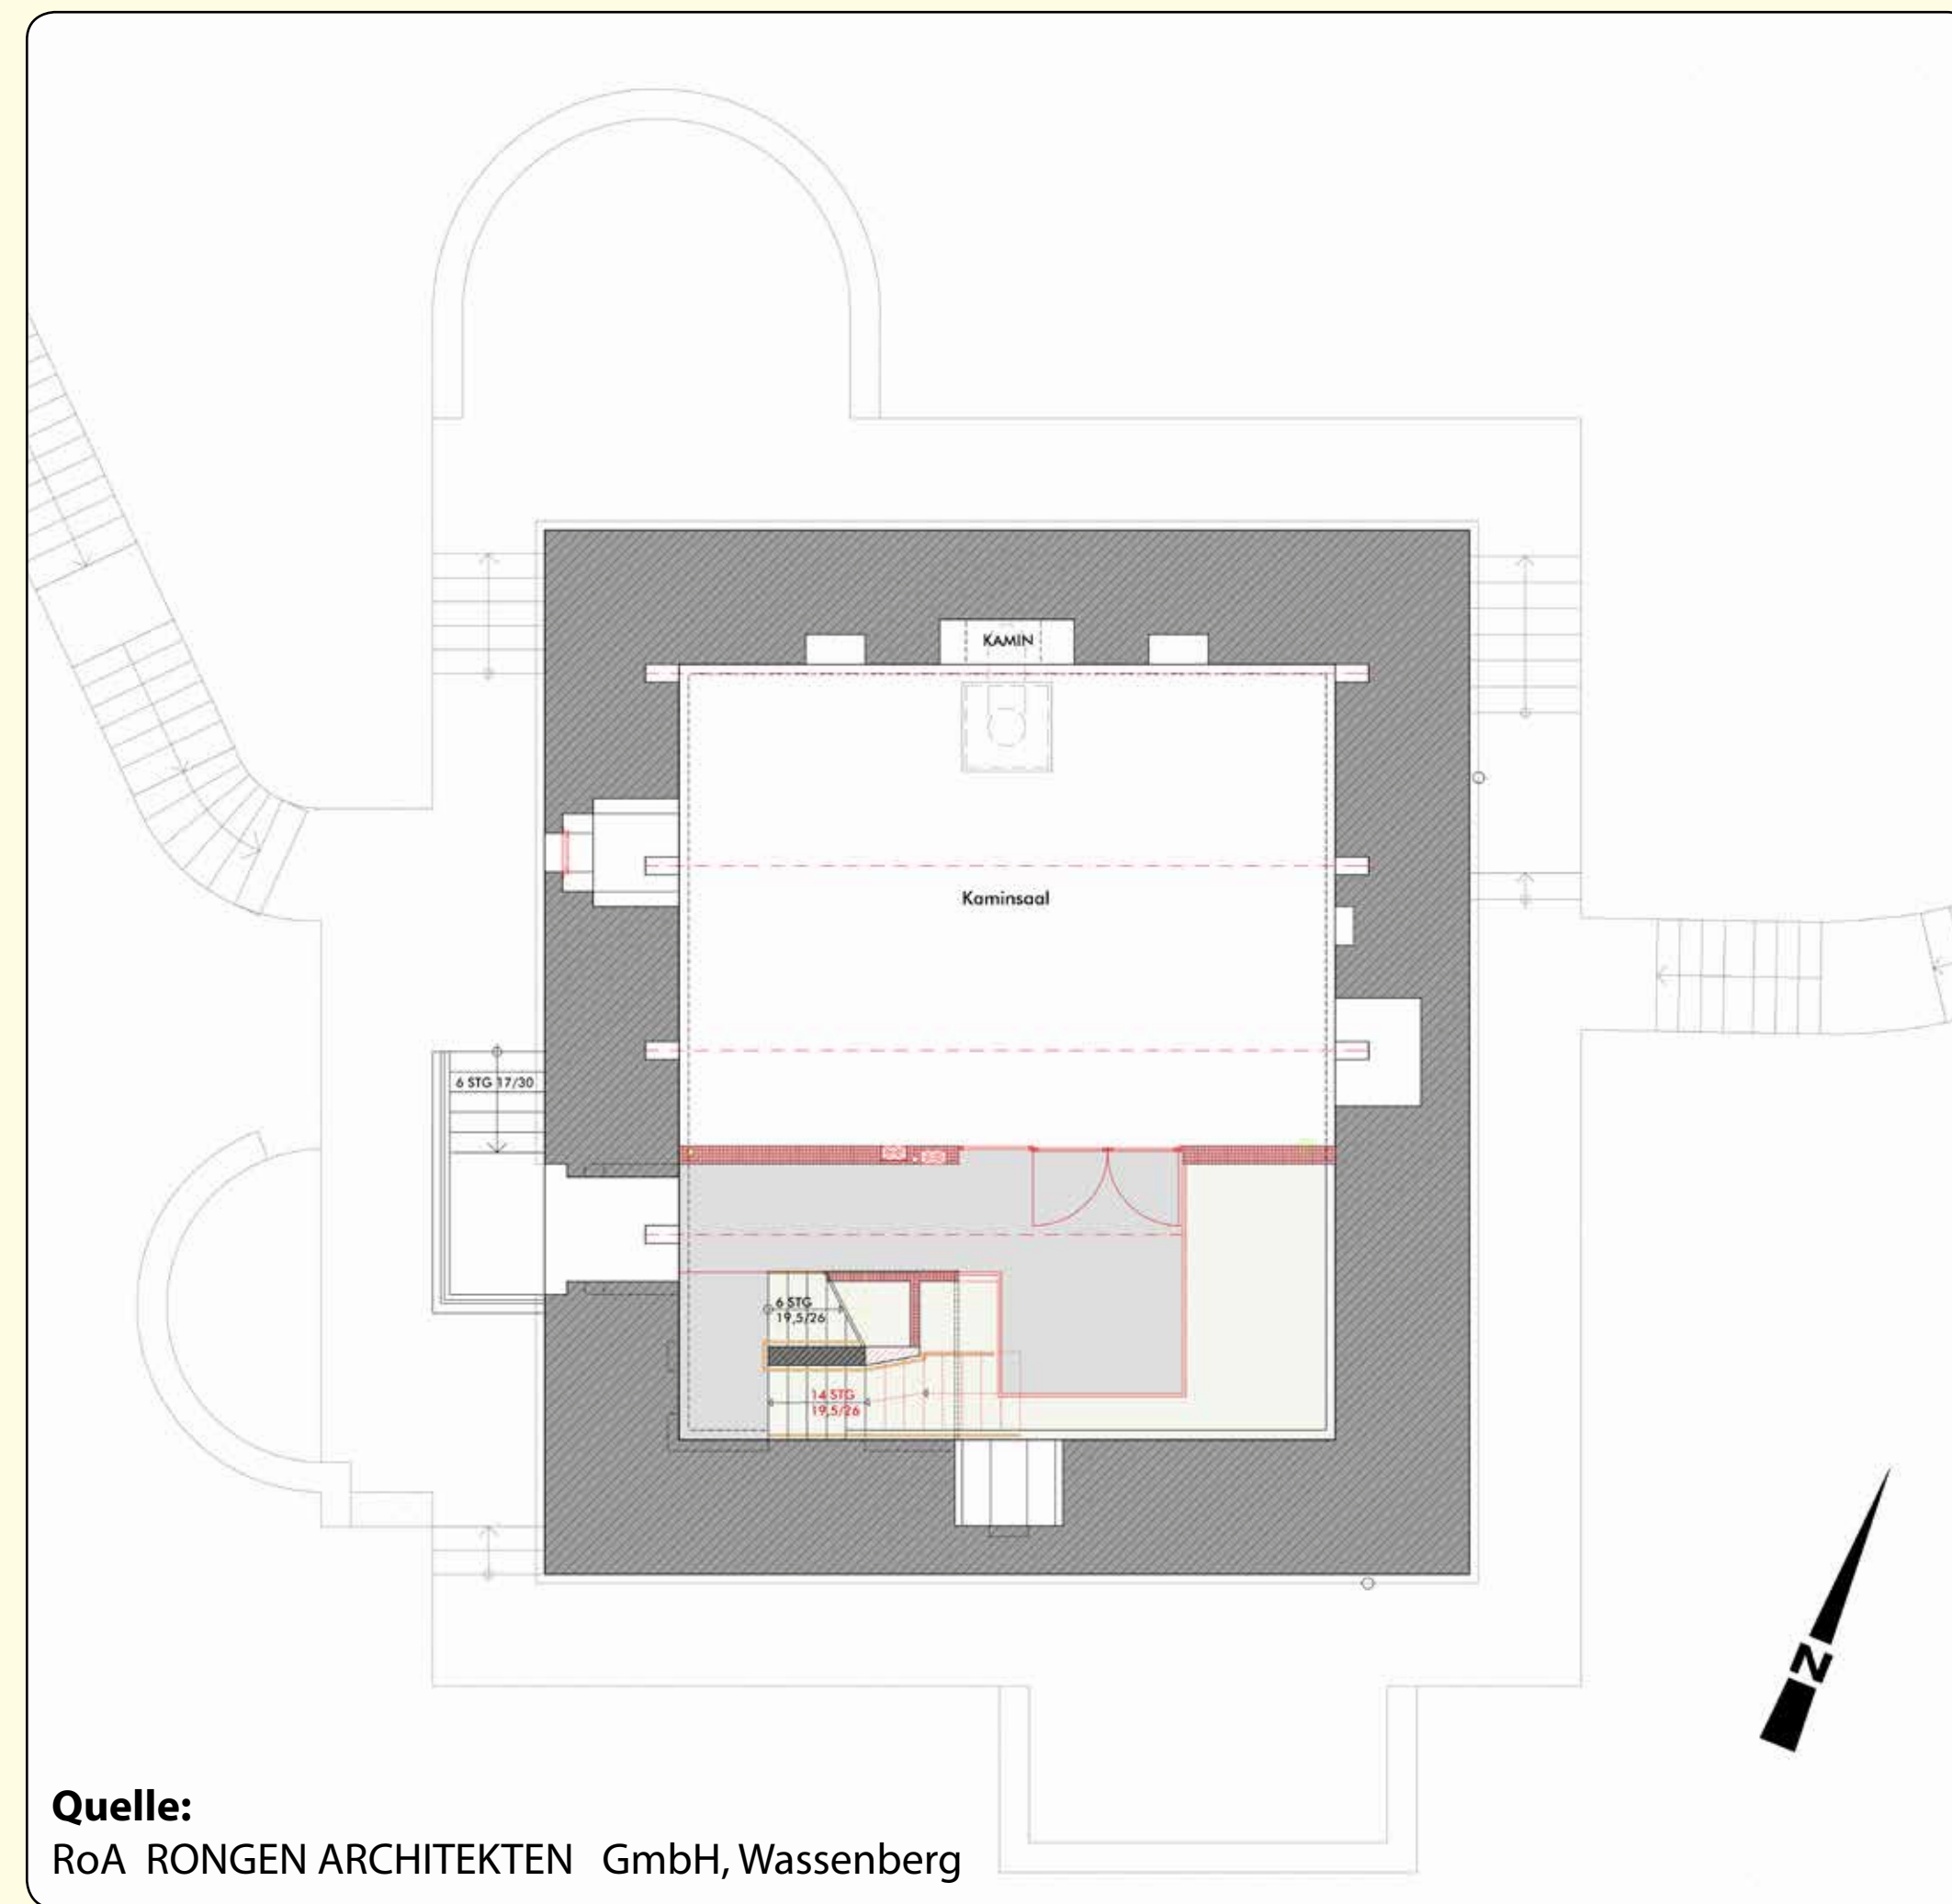 KAMIN
Kaminsaal
6 STG 17/30
6 STG
19,5/26
14 STG
19,5/26
N
Quelle:
RoA RONGEN ARCHITEKTEN GmbH, Wassenberg